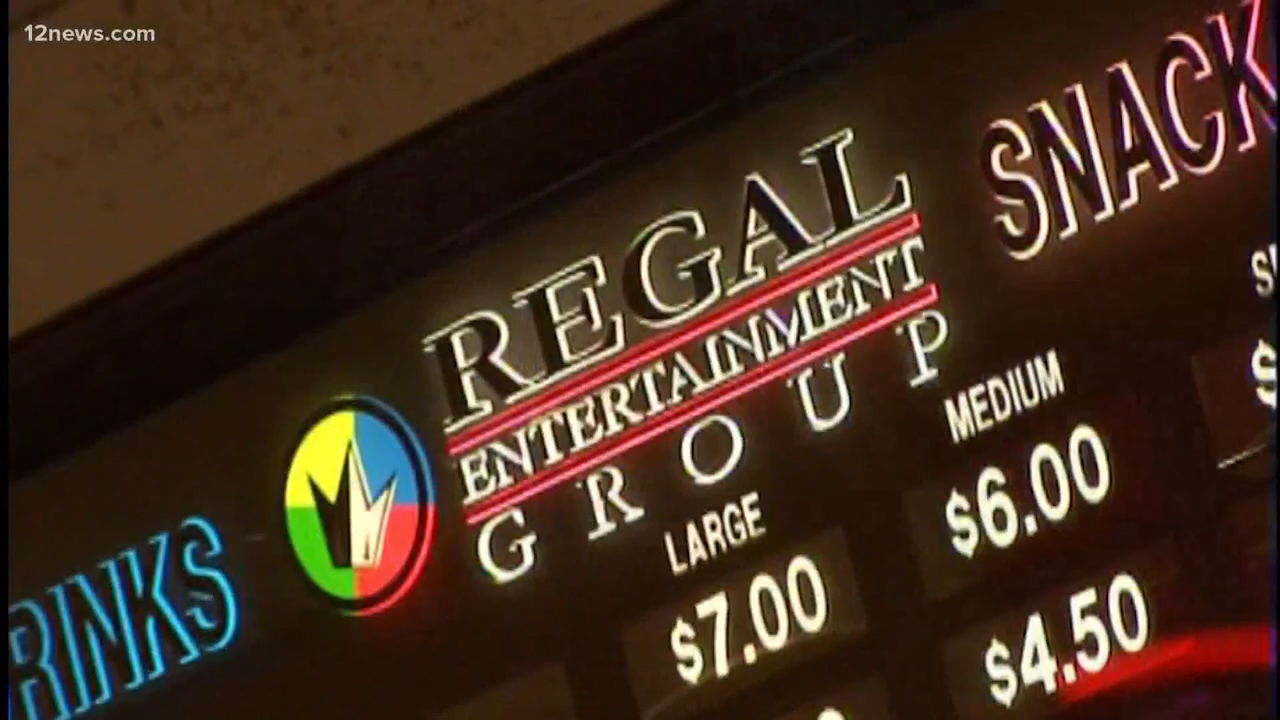 12news.com
REGAL
ENTERTAINMENT
GROUP
SNACK
RINKS
LARGE
MEDIUM
$7.00
$6.00
$4.50
$